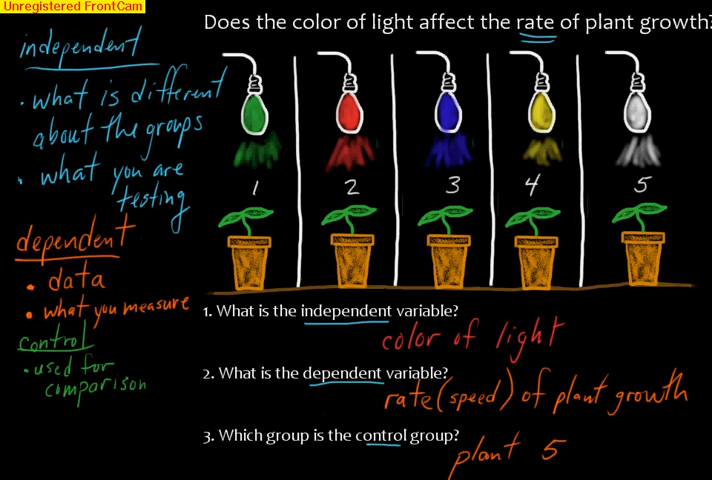 Unregistered FrontCam
Does the color of light affect the rate of plant growth?
independent
• what is different
about the groups
• what you are
testing
dependent
• data
• what you measure
control
• used for
comparison
1 2 3 4 5
1. What is the independent variable?
color of light
2. What is the dependent variable?
rate (speed) of plant growth
3. Which group is the control group?
plant 5